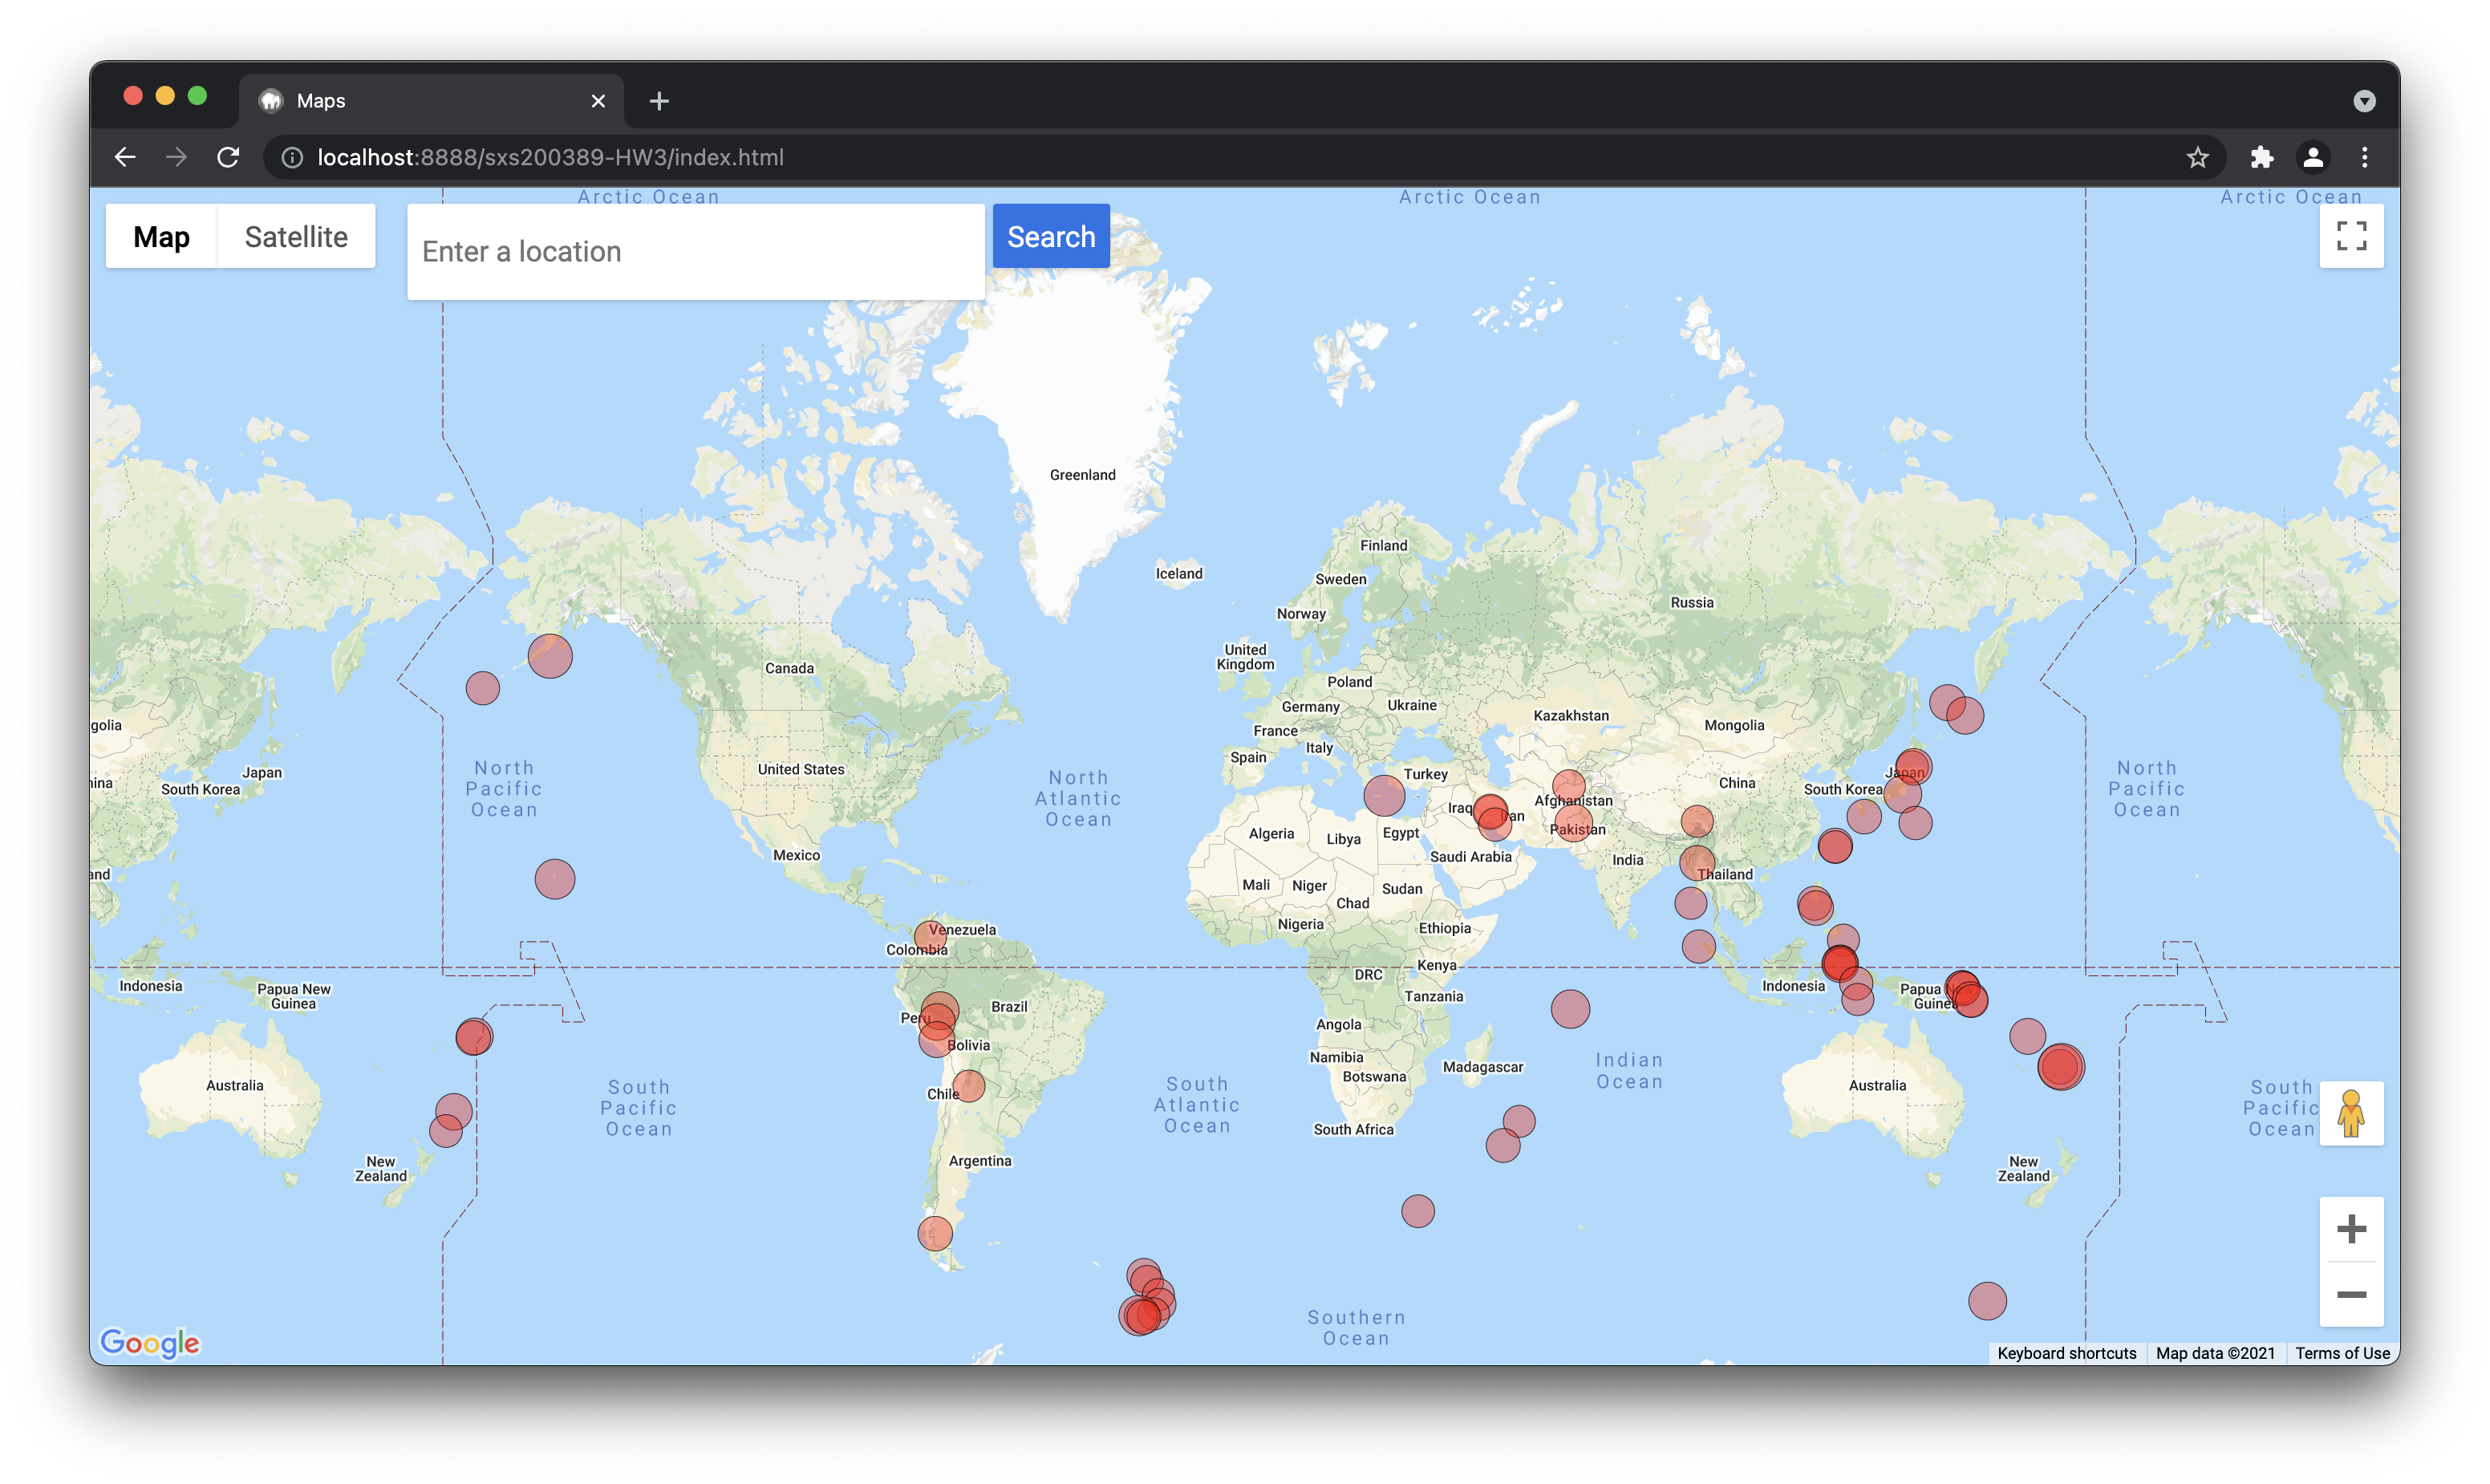 Maps
localhost:8888/sxs200389-HW3/index.html
Arctic Ocean
Arctic Ocean
Arctic Ocean
Map
Satellite
Enter a location
Search
Greenland
Finland
Iceland
Sweden
Russia
Norway
United
Kingdom
Canada
Poland
Germany
Ukraine
Kazakhstan
Mongolia
golia
France
Italy
Spain
Turkey
North
Pacific
Ocean
United States
North
Atlantic
Ocean
Japan
South Korea
ina
China
Japan
South Korea
North
Pacific
Ocean
Afghanistan
Iraq
Iran
Pakistan
Algeria
Libya
Egypt
Mexico
Saudi Arabia
India
and
Thailand
Mali
Niger
Sudan
Chad
Nigeria
Ethiopia
Venezuela
Colombia
Kenya
DRC
Indonesia
Papua New
Guinea
Tanzania
Indonesia
Papua New
Guinea
Brazil
Peru
Angola
Bolivia
Namibia
Botswana
Madagascar
Indian
Ocean
Australia
South
Pacific
Ocean
Chile
South
Atlantic
Ocean
Australia
South
Pacific
Ocean
South Africa
New
Zealand
Argentina
New
Zealand
Southern
Ocean
Google
Keyboard shortcuts
Map data ©2021
Terms of Use